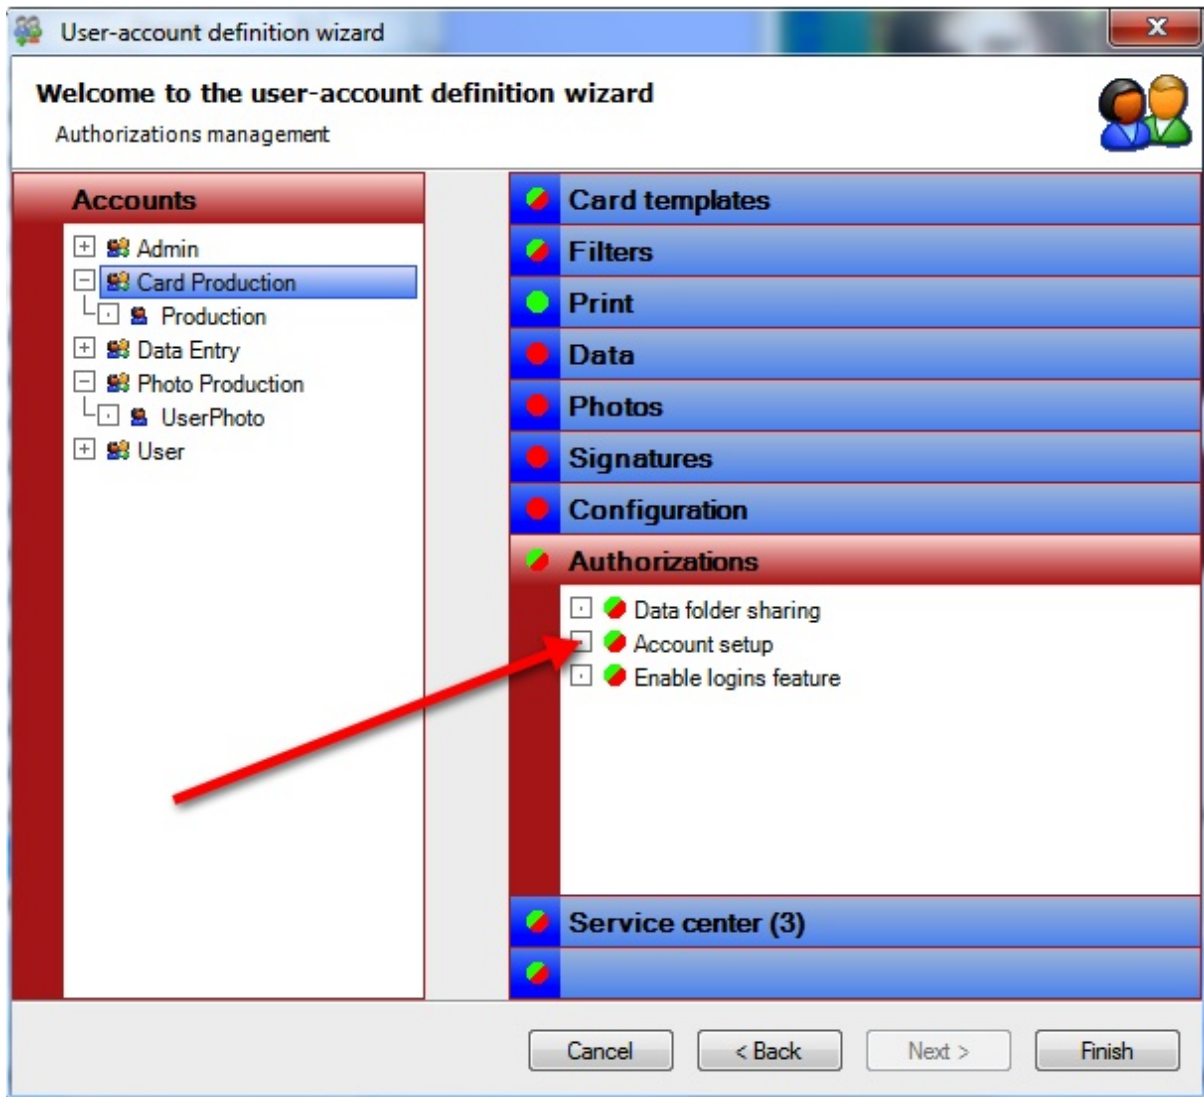 User-account definition wizard
Welcome to the user-account definition wizard
Authorizations management
Accounts
Admin
Card Production
Production
Data Entry
Photo Production
UserPhoto
User
Card templates
Filters
Print
Data
Photos
Signatures
Configuration
Authorizations
Data folder sharing
Account setup
Enable logins feature
Service center (3)
Cancel
< Back
Next >
Finish